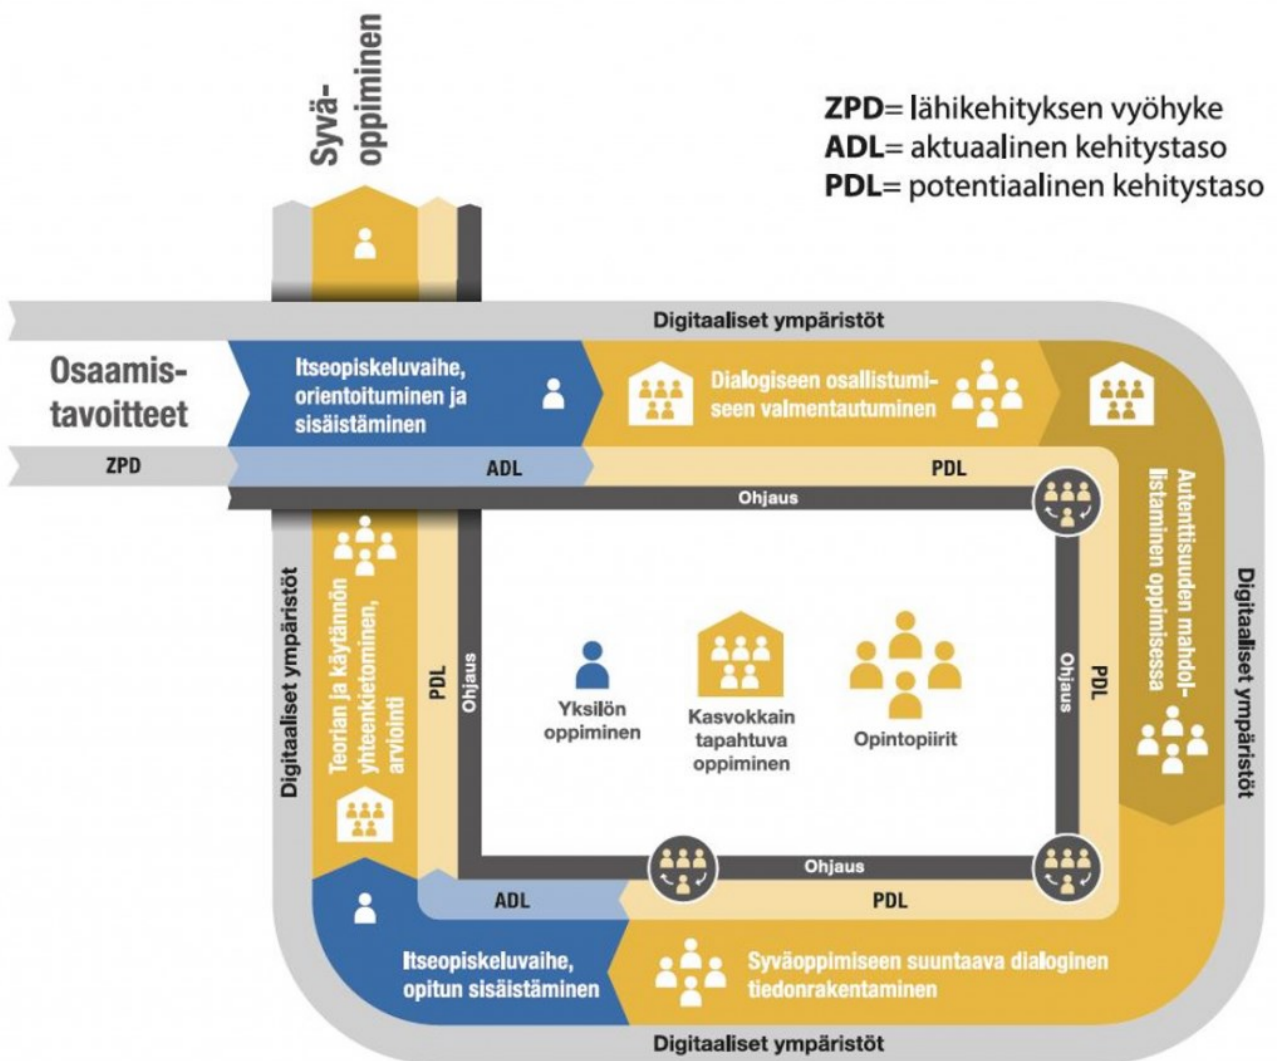 Syvä-
oppiminen
ZPD= lähikehityksen vyöhyke
ADL= aktuaalinen kehitystaso
PDL= potentiaalinen kehitystaso
Digitaaliset ympäristöt
Osaamis-
tavoitteet
Itseopiskeluvaihe,
orientoituminen ja
sisäistäminen
Dialogiseen osallistumi-
seen valmentautuminen
ZPD
ADL
PDL
Ohjaus
Autenttisuuden mahdol-
listaminen oppimisessa
Digitaaliset ympäristöt
PDL
Ohjaus
Yksilön
oppiminen
Kasvokkain
tapahtuva
oppiminen
Opintopiirit
Digitaaliset ympäristöt
Teorian ja käytännön
yhteenkietominen,
arviointi
PDL
Ohjaus
Ohjaus
ADL
PDL
Itseopiskeluvaihe,
opitun sisäistäminen
Syväoppimiseen suuntaava dialoginen
tiedonrakentaminen
Digitaaliset ympäristöt